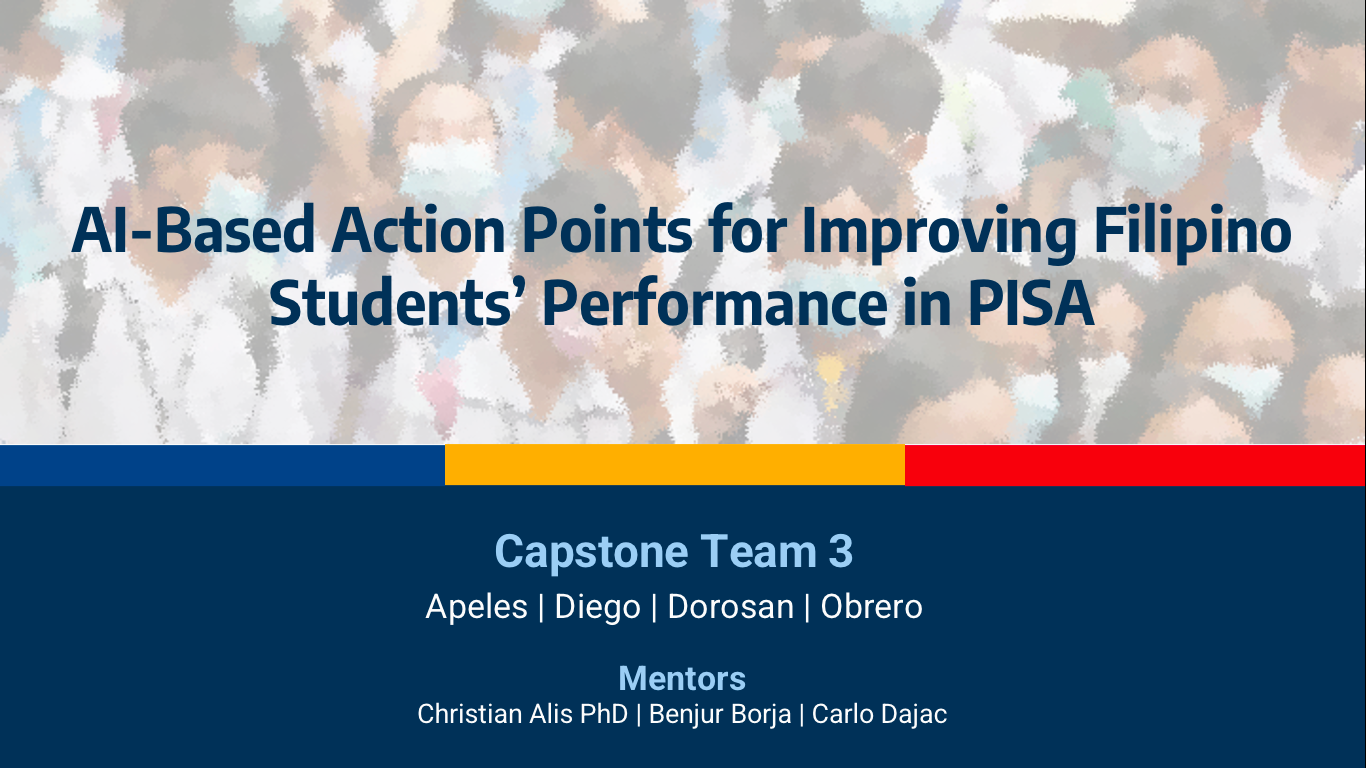 AI-Based Action Points for Improving Filipino
Students’ Performance in PISA
Capstone Team 3
Apeles | Diego | Dorosan | Obrero
Mentors
Christian Alis PhD | Benjur Borja | Carlo Dajac